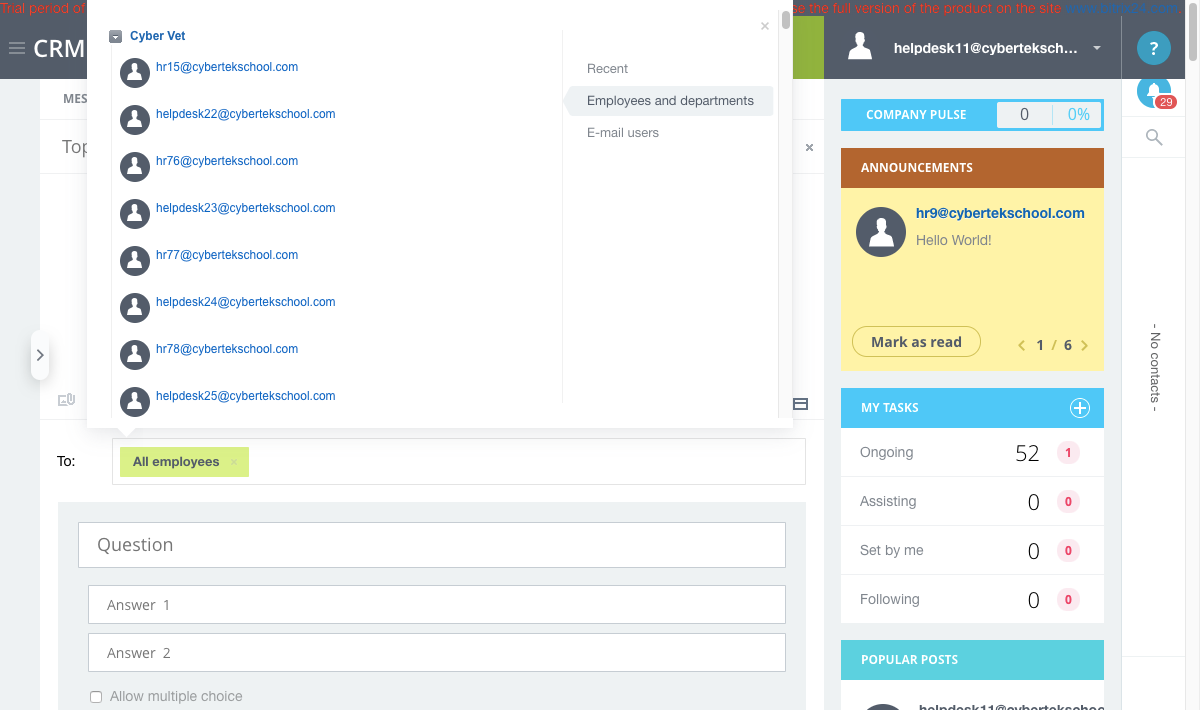 Trial period of
se the full version of the product on the site
CRM
Cyber Vet
hr15@cybertekschool.com
helpdesk22@cybertekschool.com
hr76@cybertekschool.com
helpdesk23@cybertekschool.com
hr77@cybertekschool.com
helpdesk24@cybertekschool.com
hr78@cybertekschool.com
helpdesk25@cybertekschool.com
Recent
Employees and departments
E-mail users
×
MES
Top
×
To:
All employees ×
Question
Answer 1
Answer 2
Allow multiple choice
helpdesk11@cyberteksch...
?
29
COMPANY PULSE 0 0%
ANNOUNCEMENTS
hr9@cybertekschool.com
Hello World!
Mark as read
1 / 6
MY TASKS
Ongoing 52 1
Assisting 0 0
Set by me 0 0
Following 0 0
POPULAR POSTS
helpdesk11@cybertekschoo
- No contacts -